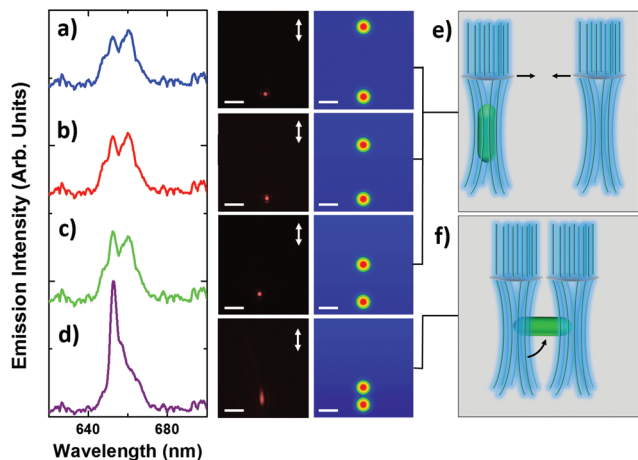 a)
b)
c)
d)
e)
f)
Emission Intensity (Arb. Units)
640 680
Wavelength (nm)